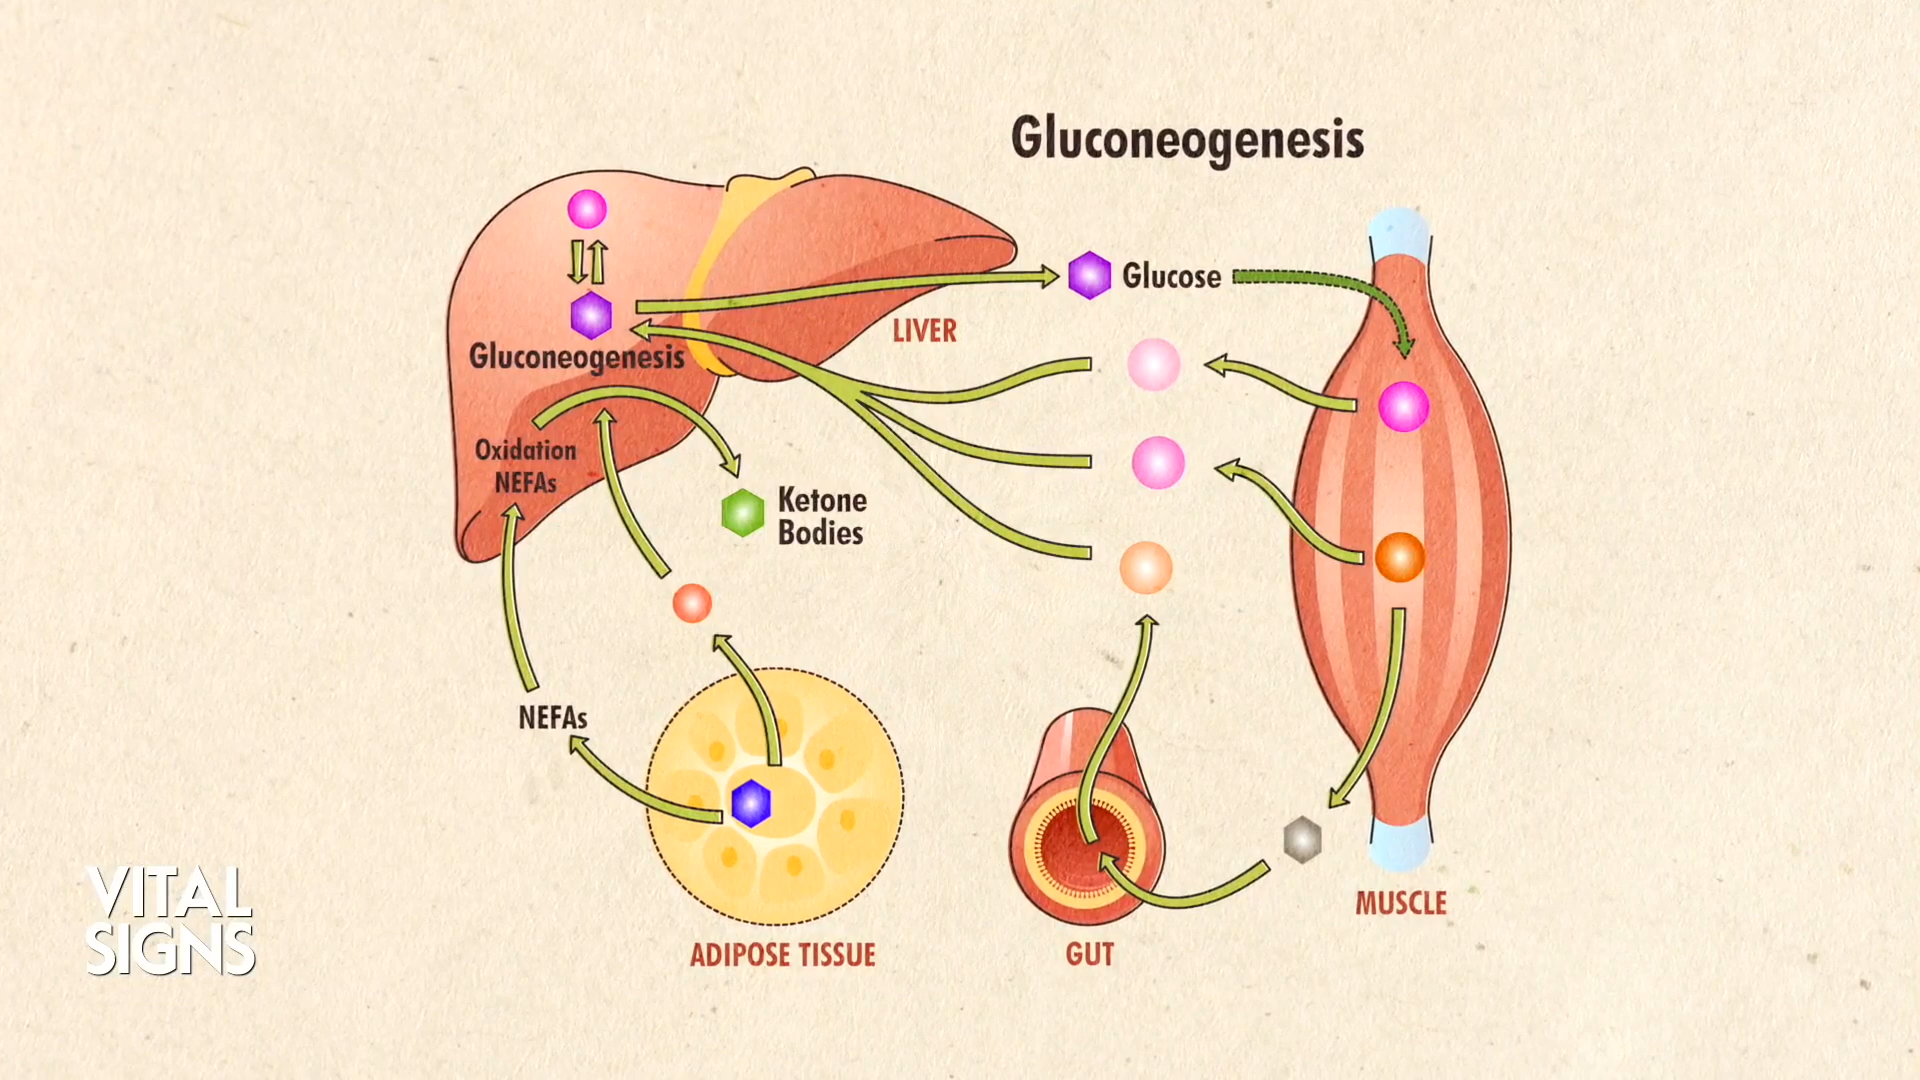 Gluconeogenesis
Glucose
LIVER
Gluconeogenesis
Oxidation
NEFAs
Ketone
Bodies
NEFAs
ADIPOSE TISSUE
GUT
MUSCLE
VITAL
SIGNS